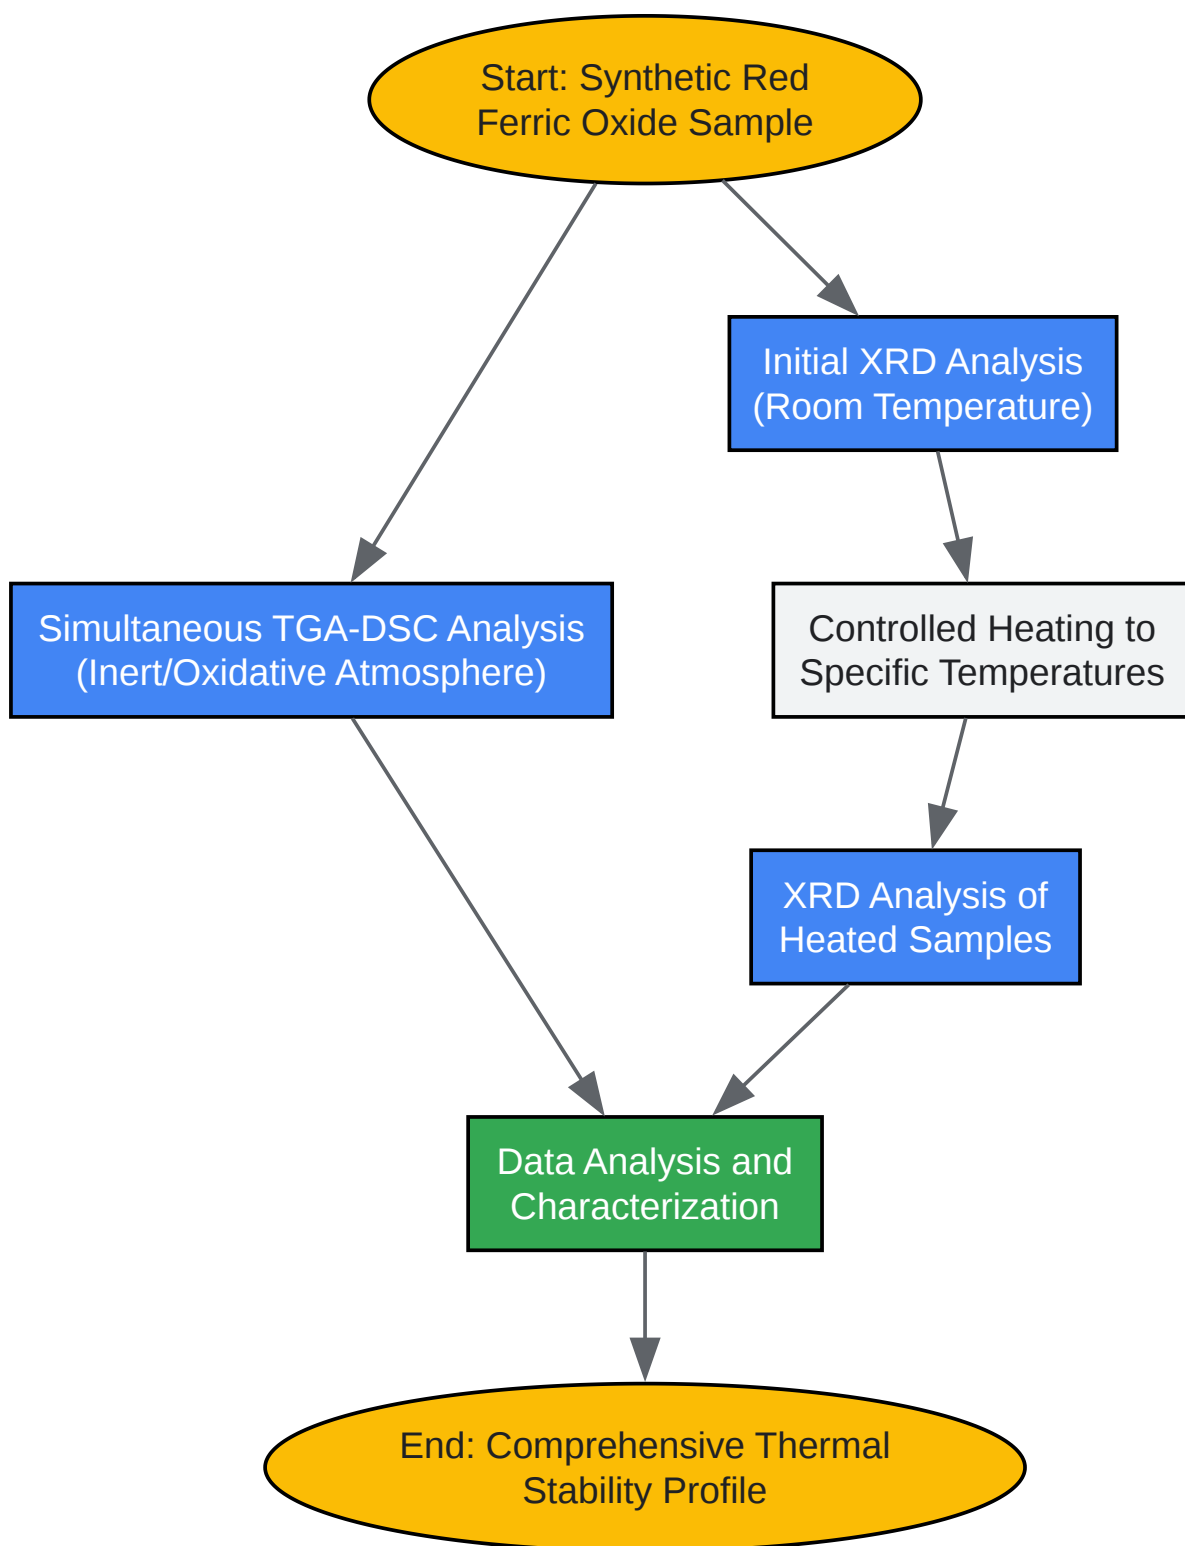 Start: Synthetic Red
Ferric Oxide Sample
Initial XRD Analysis
(Room Temperature)
Simultaneous TGA-DSC Analysis
(Inert/Oxidative Atmosphere)
Controlled Heating to
Specific Temperatures
XRD Analysis of
Heated Samples
Data Analysis and
Characterization
End: Comprehensive Thermal
Stability Profile